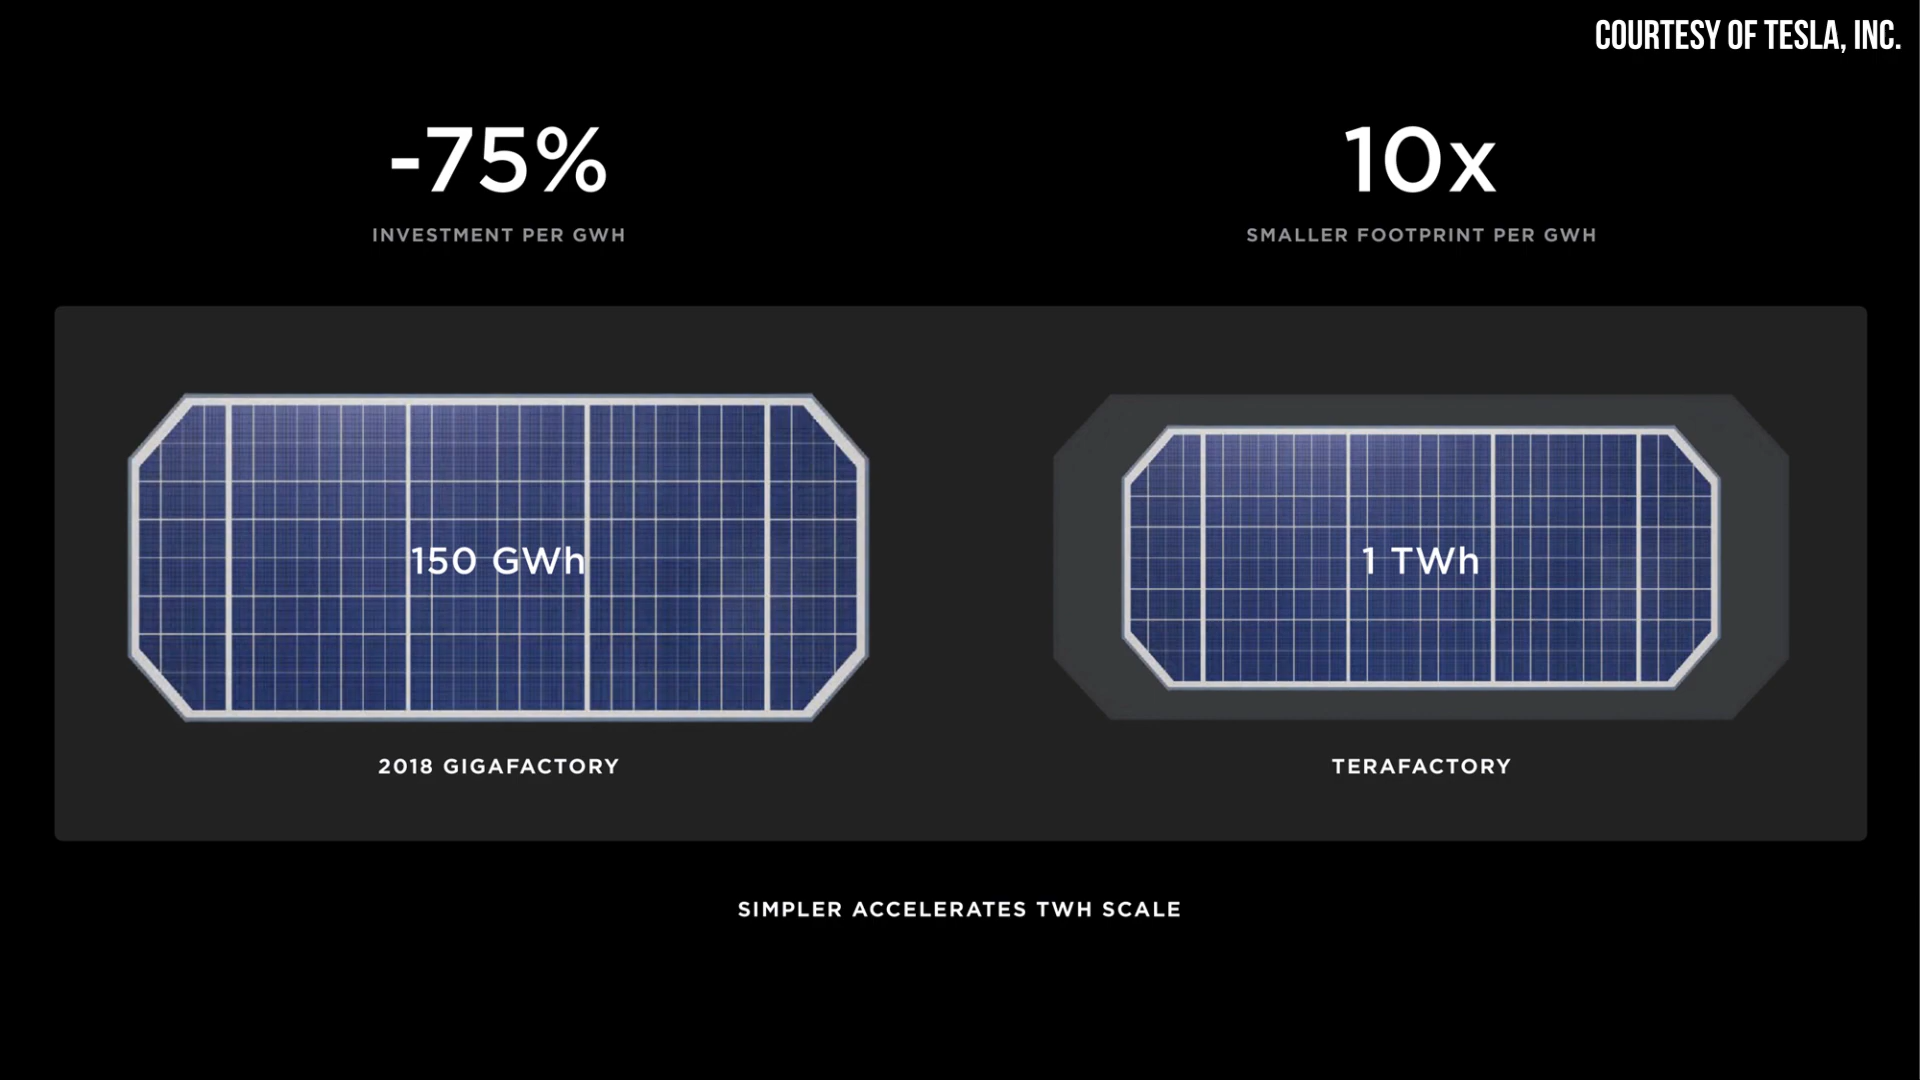 COURTESY OF TESLA, INC.
-75%
INVESTMENT PER GWH
10x
SMALLER FOOTPRINT PER GWH
150 GWh
2018 GIGAFACTORY
1 TWh
TERAFACTORY
SIMPLER ACCELERATES TWH SCALE